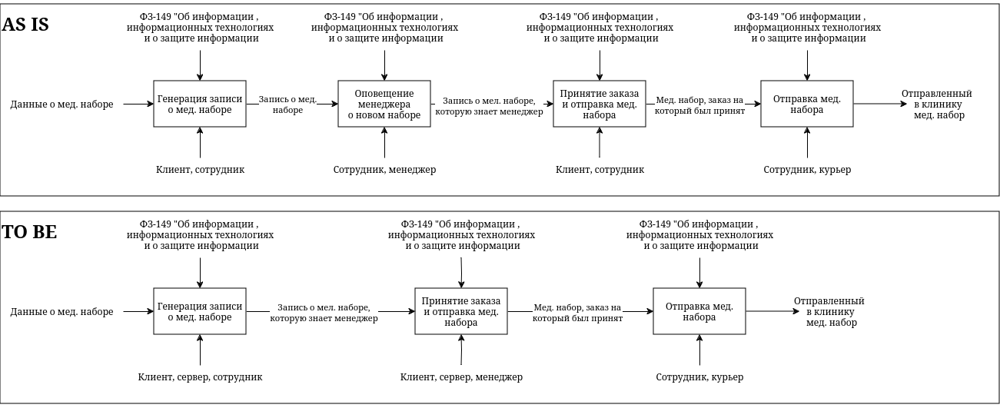 AS IS
ФЗ-149 "Об информации ,
информационных технологиях
и о защите информации
ФЗ-149 "Об информации ,
информационных технологиях
и о защите информации
ФЗ-149 "Об информации ,
информационных технологиях
и о защите информации
ФЗ-149 "Об информации ,
информационных технологиях
и о защите информации
Данные о мед. наборе
Генерация записи
о мед. наборе
Запись о мед.
наборе
Оповещение
менеджера
о новом наборе
Запись о мел. наборе,
которую знает менеджер
Принятие заказа
и отправка мед.
набора
Мед. набор, заказ на
который был принят
Отправка мед.
набора
Отправленный
в клинику
мед. набор
Клиент, сотрудник
Сотрудник, менеджер
Клиент, сотрудник
Сотрудник, курьер
TO BE
ФЗ-149 "Об информации ,
информационных технологиях
и о защите информации
ФЗ-149 "Об информации ,
информационных технологиях
и о защите информации
ФЗ-149 "Об информации ,
информационных технологиях
и о защите информации
Данные о мед. наборе
Генерация записи
о мед. наборе
Запись о мел. наборе,
которую знает менеджер
Принятие заказа
и отправка мед.
набора
Мед. набор, заказ на
который был принят
Отправка мед.
набора
Отправленный
в клинику
мед. набор
Клиент, сервер, сотрудник
Клиент, сервер, менеджер
Сотрудник, курьер